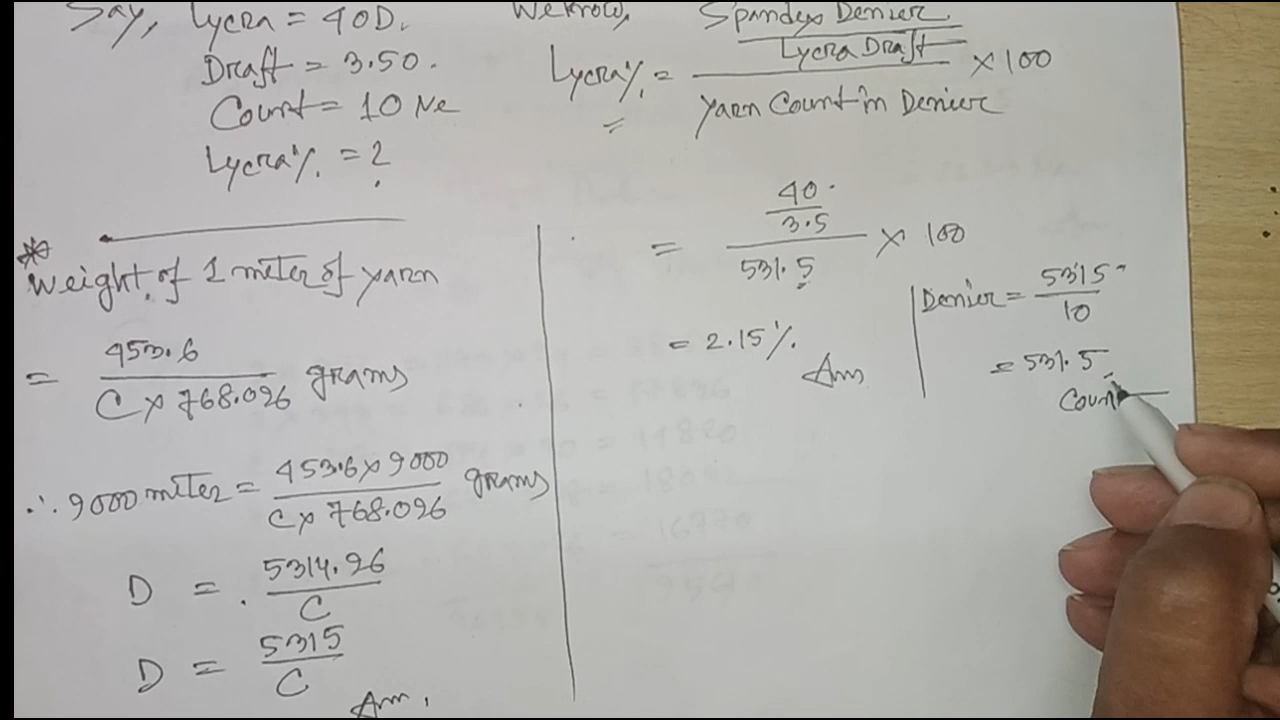 Say, Lycra = 40D.
Draft = 3.50.
Count = 10 Ne
Lycra% = ?
We know,
Lycra% = Spandex Denier / Lycra Draft / Yarn Count in Denier × 100
=
= 40 / 3.5 / 531.5 × 100
= 2.15%
Ans
Denier = 5315 / 10
= 531.5
Count
Weight of 1 meter of yarn
= 453.6 / C × 768.096 grams
∴ 9000 meter = 453.6 × 9000 / C × 768.096 grams
D = 5314.96 / C
D = 5315 / C
Ans.